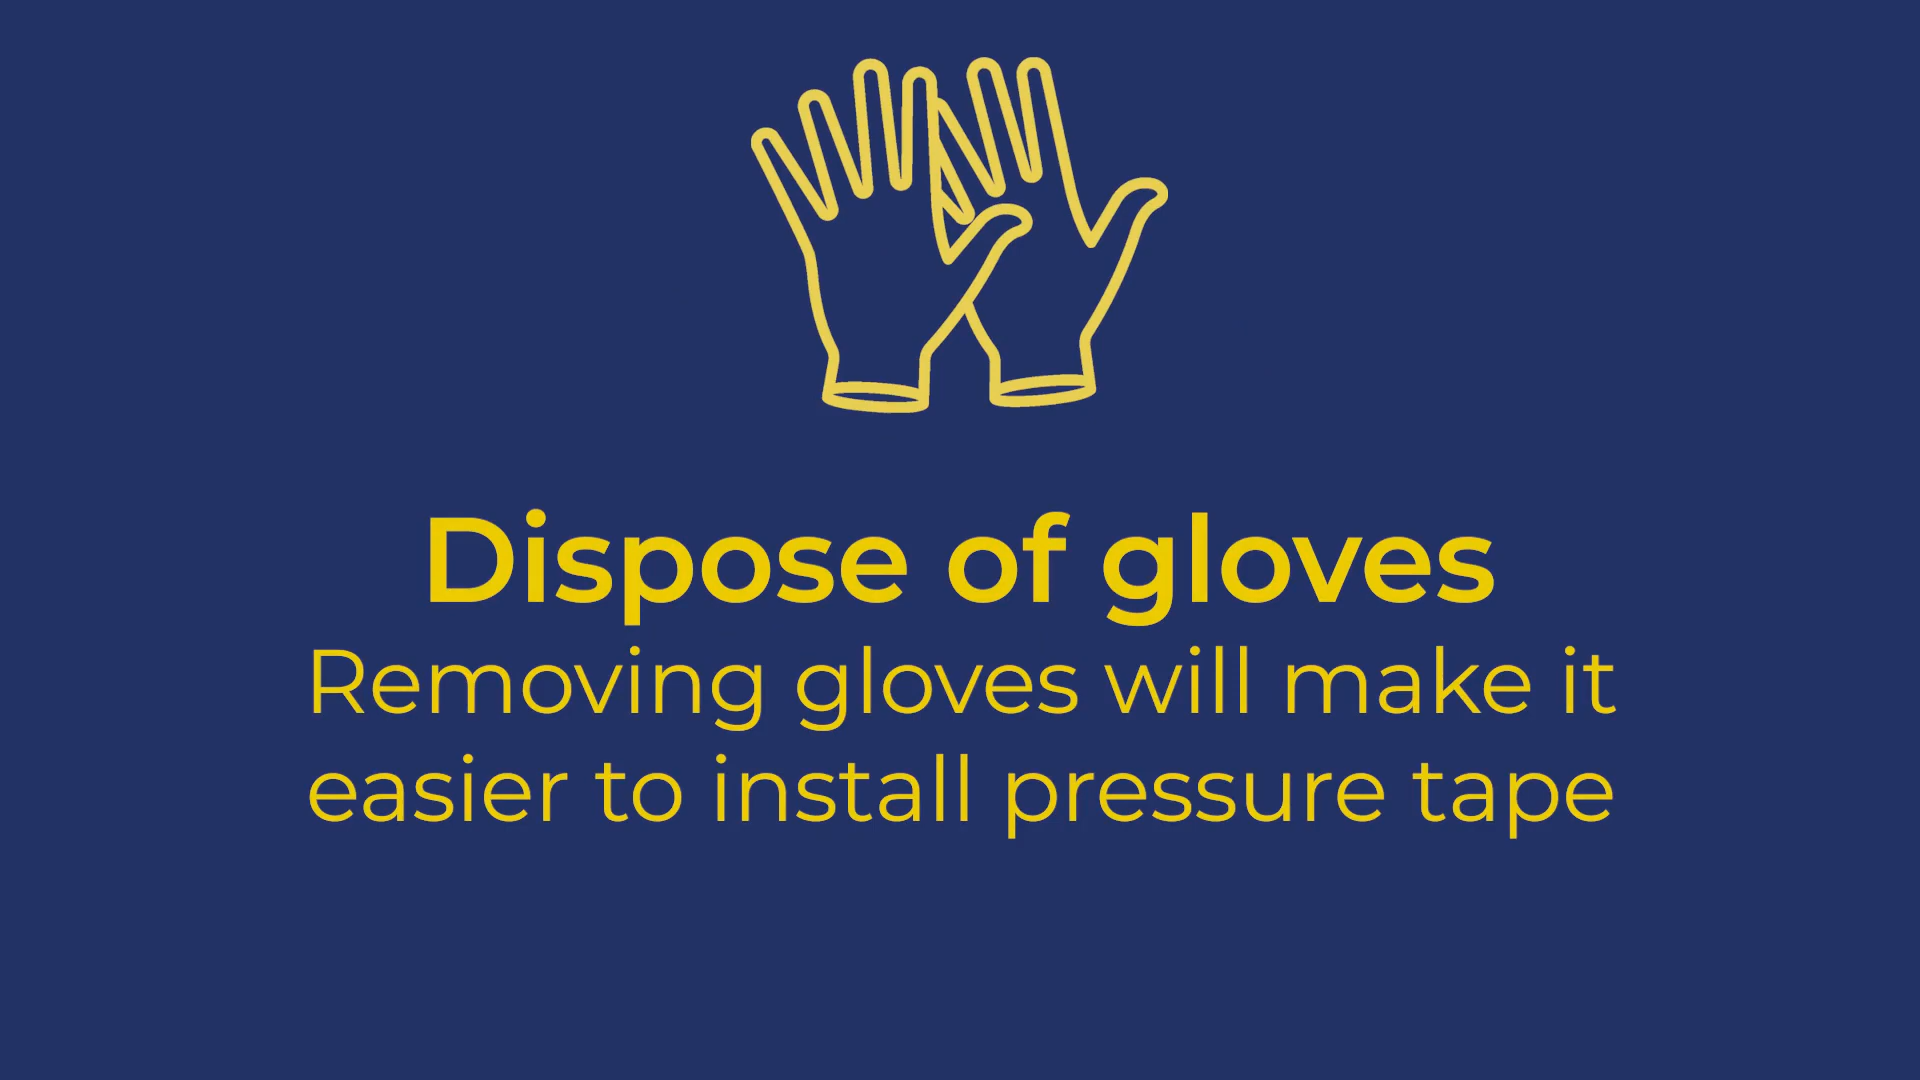 Dispose of gloves
Removing gloves will make it
easier to install pressure tape